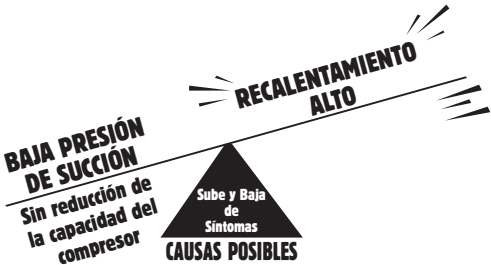 BAJA PRESIÓN
DE SUCCIÓN
Sin reducción de
la capacidad del
compresor
RECALENTAMIENTO
ALTO
Sube y Baja
de
Síntomas
CAUSAS POSIBLES